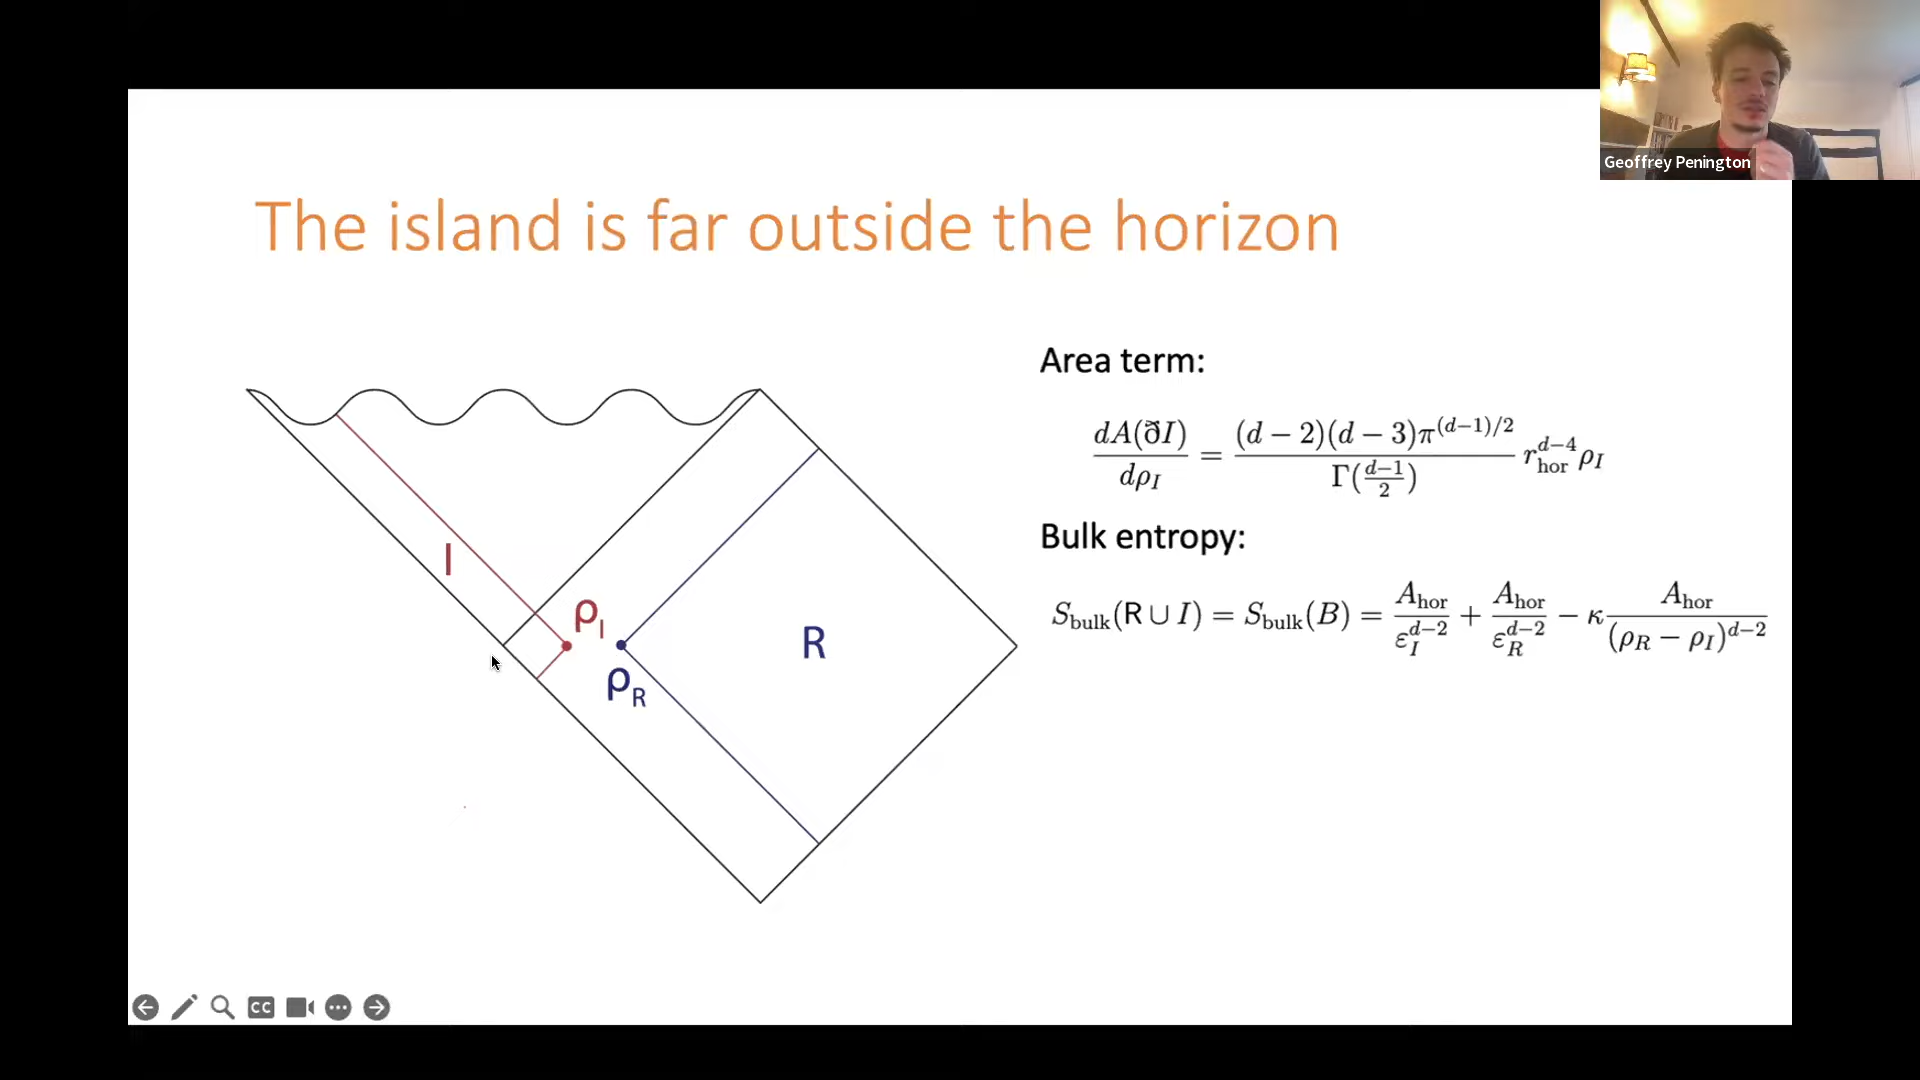 Geoffrey Penington
The island is far outside the horizon
Area term:
dA(ðI)/dρ_I = (d − 2)(d − 3)π^{(d−1)/2} / Γ((d−1)/2) r_hor^{d−4} ρ_I
Bulk entropy:
S_bulk(R ∪ I) = S_bulk(B) = A_hor/ε_I^{d−2} + A_hor/ε_R^{d−2} − κ A_hor/(ρ_R − ρ_I)^{d−2}
I
ρ_I
R
ρ_R
CC